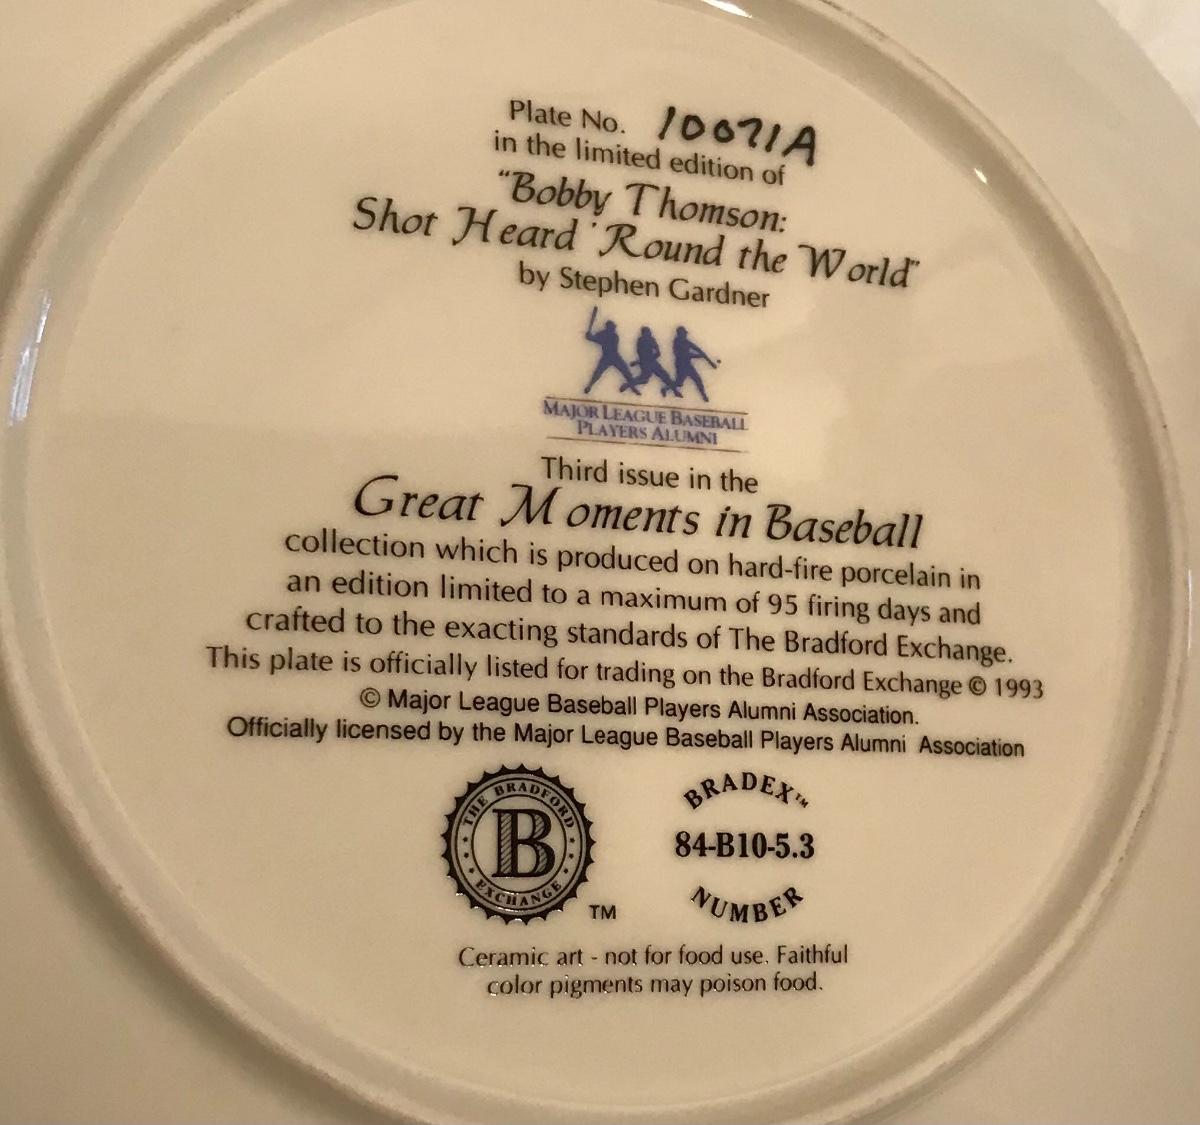 Plate No. 10071A
in the limited edition of
"Bobby Thomson:
Shot Heard 'Round the World"
by Stephen Gardner
MAJOR LEAGUE BASEBALL
PLAYERS ALUMNI
Third issue in the
Great Moments in Baseball
collection which is produced on hard-fire porcelain in
an edition limited to a maximum of 95 firing days and
crafted to the exacting standards of The Bradford Exchange.
This plate is officially listed for trading on the Bradford Exchange © 1993
© Major League Baseball Players Alumni Association.
Officially licensed by the Major League Baseball Players Alumni Association
THE BRADFORD
B
EXCHANGE
TM
BRADEX™
84-B10-5.3
NUMBER
Ceramic art - not for food use. Faithful
color pigments may poison food.